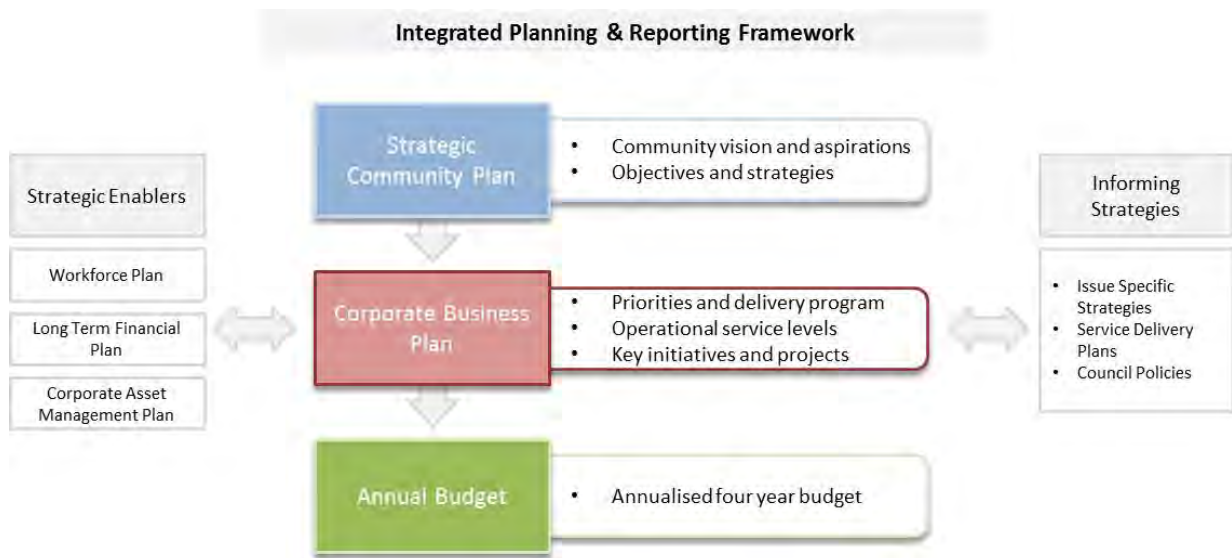 Integrated Planning & Reporting Framework
Strategic
Community Plan
• Community vision and aspirations
• Objectives and strategies
Strategic Enablers
Workforce Plan
Long Term Financial
Plan
Corporate Asset
Management Plan
Corporate Business
Plan
• Priorities and delivery program
• Operational service levels
• Key initiatives and projects
Informing
Strategies
• Issue Specific
Strategies
• Service Delivery
Plans
• Council Policies
Annual Budget
• Annualised four year budget